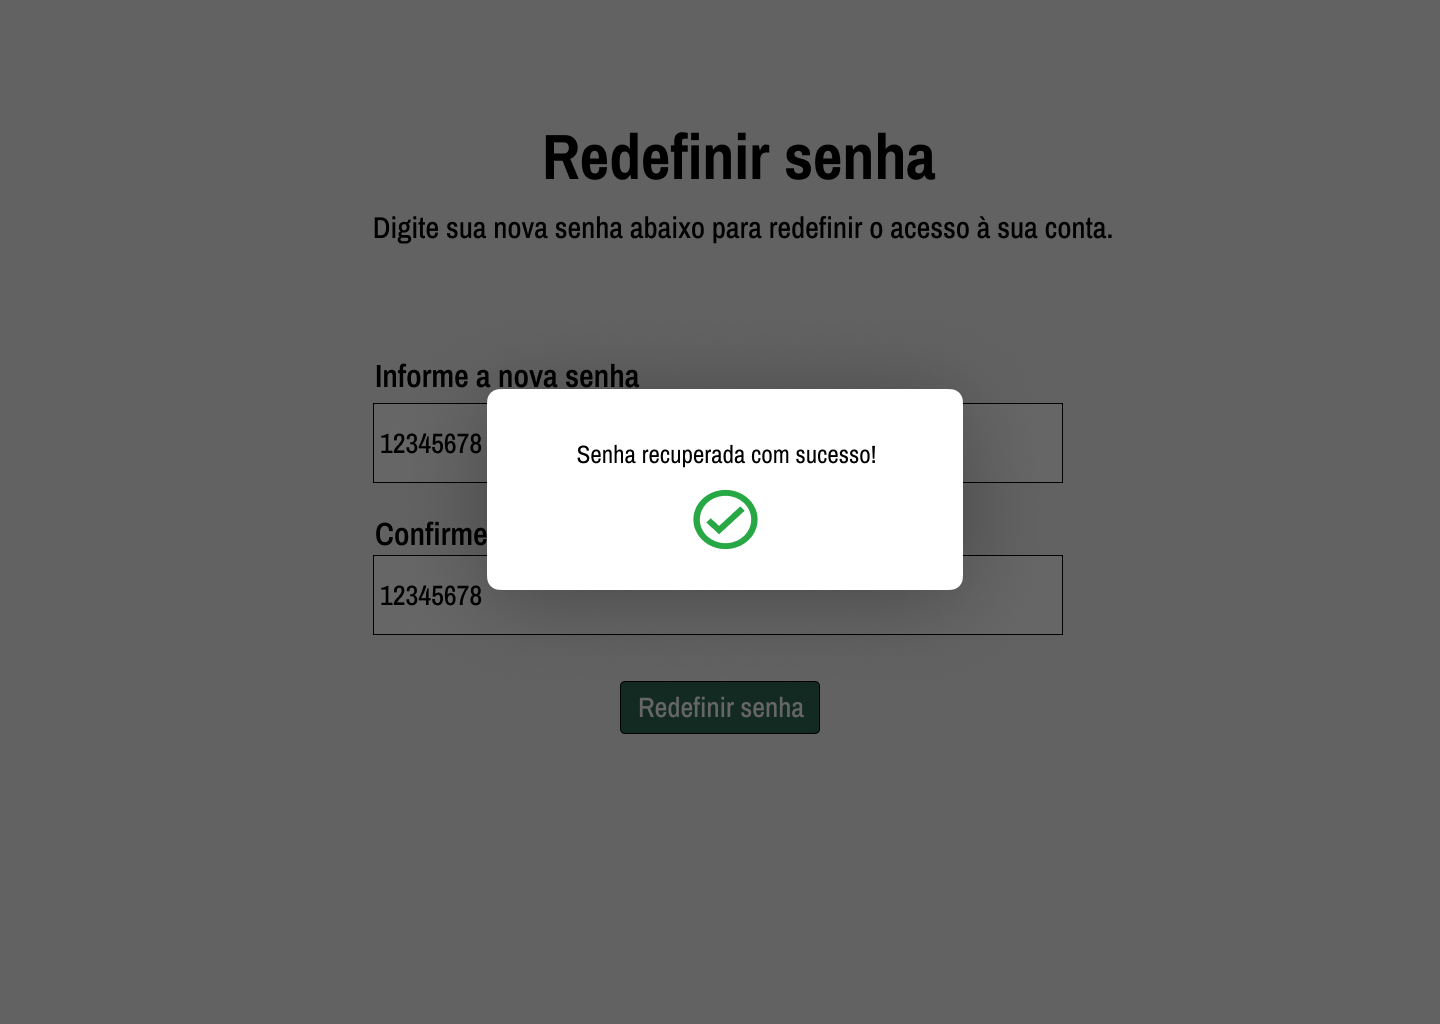 Redefinir senha
Digite sua nova senha abaixo para redefinir o acesso à sua conta.
Informe a nova senha
12345678
Senha recuperada com sucesso!
Confirme
12345678
Redefinir senha